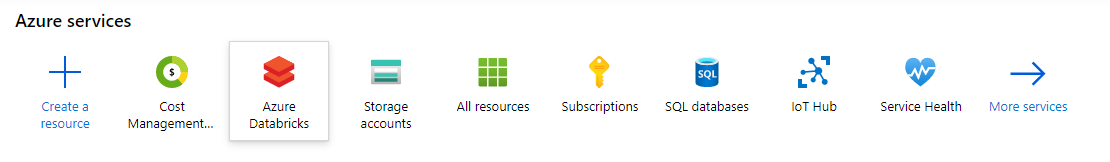 Azure services
$
SQL
Create a
resource
Cost
Management...
Azure
Databricks
Storage
accounts
All resources
Subscriptions
SQL databases
IoT Hub
Service Health
More services